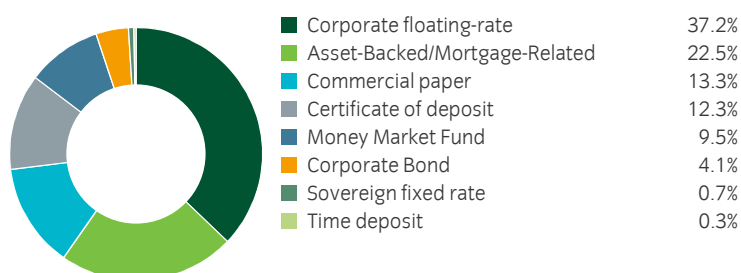 Corporate floating-rate 37.2%
Asset-Backed/Mortgage-Related 22.5%
Commercial paper 13.3%
Certificate of deposit 12.3%
Money Market Fund 9.5%
Corporate Bond 4.1%
Sovereign fixed rate 0.7%
Time deposit 0.3%